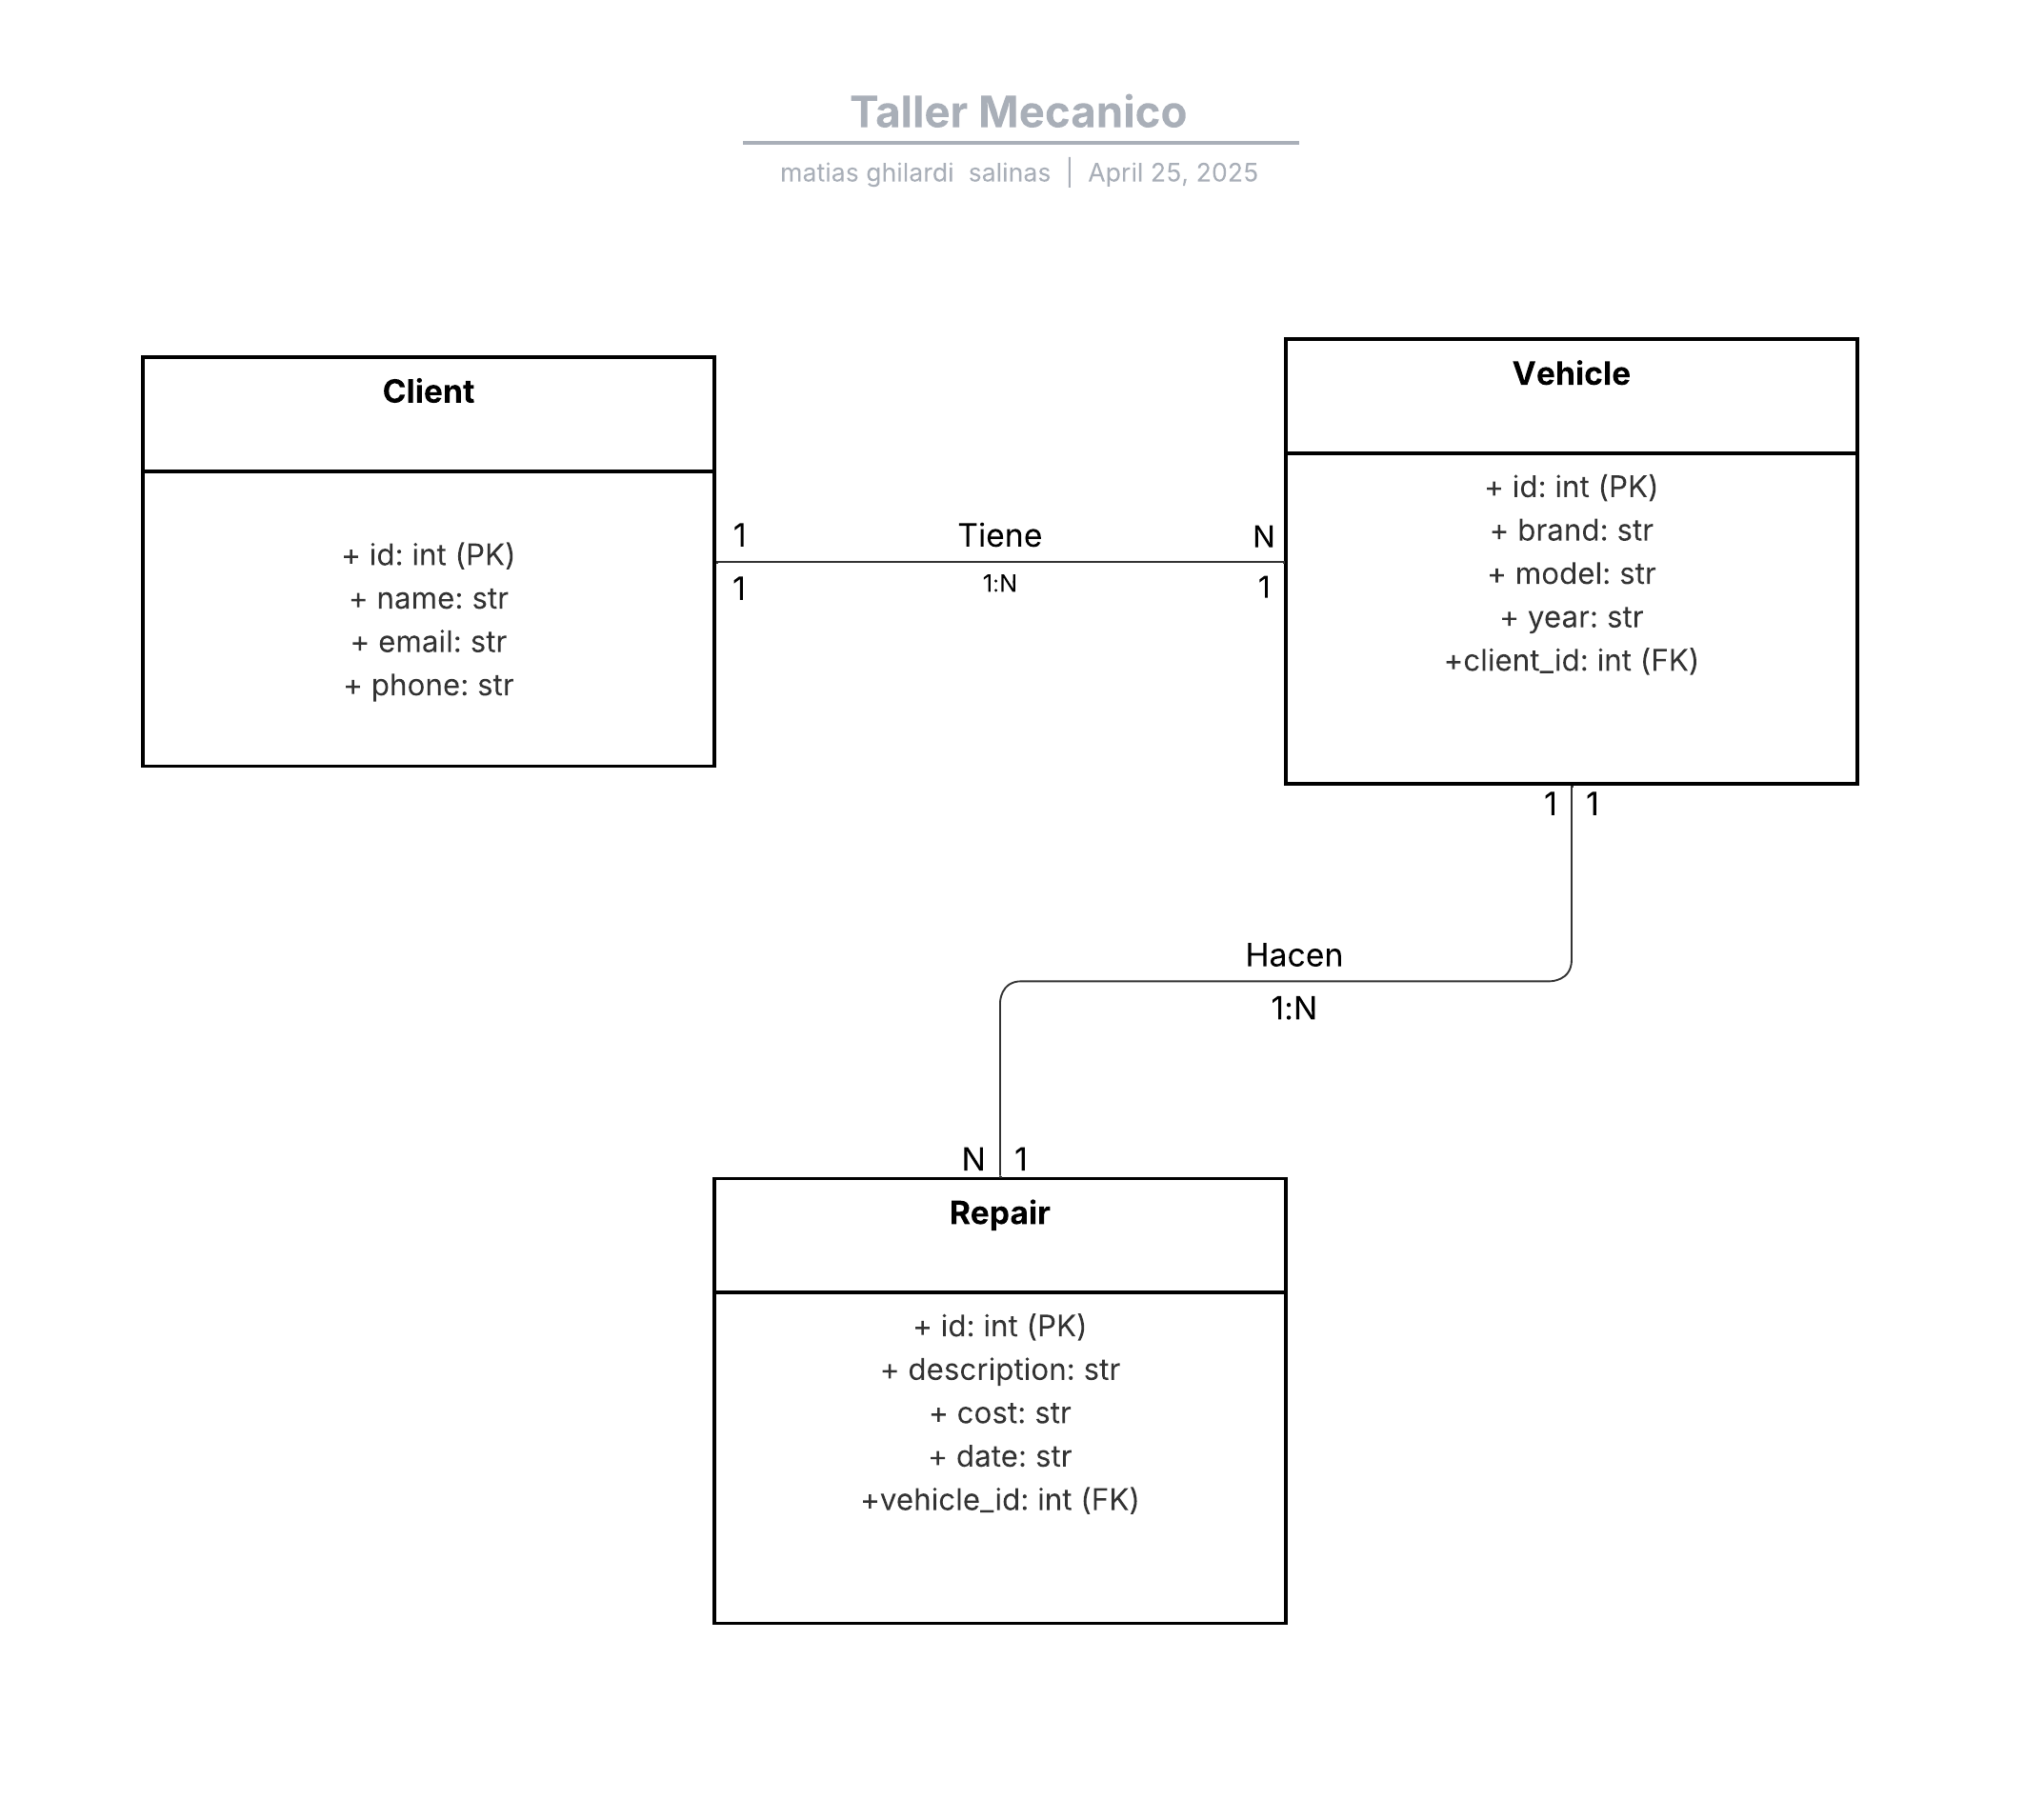 Taller Mecanico
matias ghilardi  salinas | April 25, 2025
Client
+ id: int (PK)
+ name: str
+ email: str
+ phone: str
1 Tiene N
1 1:N 1
Vehicle
+ id: int (PK)
+ brand: str
+ model: str
+ year: str
+client_id: int (FK)
1 1
Hacen
1:N
N 1
Repair
+ id: int (PK)
+ description: str
+ cost: str
+ date: str
+vehicle_id: int (FK)